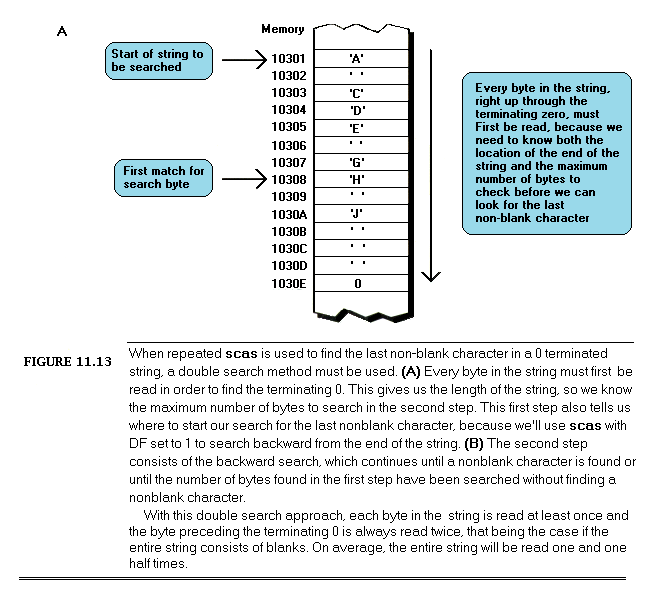 A
Memory
Start of string to
be searched
10301 'A'
10302 ' '
10303 'C'
10304 'D'
10305 'E'
10306 ' '
10307 'G'
10308 'H'
10309 ' '
1030A 'J'
1030B ' '
1030C ' '
1030D ' '
1030E 0
First match for
search byte
Every byte in the string,
right up through the
terminating zero, must
First be read, because we
need to know both the
location of the end of the
string and the maximum
number of bytes to
check before we can
look for the last
non-blank character
FIGURE 11.13
When repeated scas is used to find the last non-blank character in a 0 terminated
string, a double search method must be used. (A) Every byte in the string must first be
read in order to find the terminating 0. This gives us the length of the string, so we know
the maximum number of bytes to search in the second step. This first step also tells us
where to start our search for the last nonblank character, because we'll use scas with
DF set to 1 to search backward from the end of the string. (B) The second step
consists of the backward search, which continues until a nonblank character is found or
until the number of bytes found in the first step have been searched without finding a
nonblank character.
With this double search approach, each byte in the string is read at least once and
the byte preceding the terminating 0 is always read twice, that being the case if the
entire string consists of blanks. On average, the entire string will be read one and one
half times.